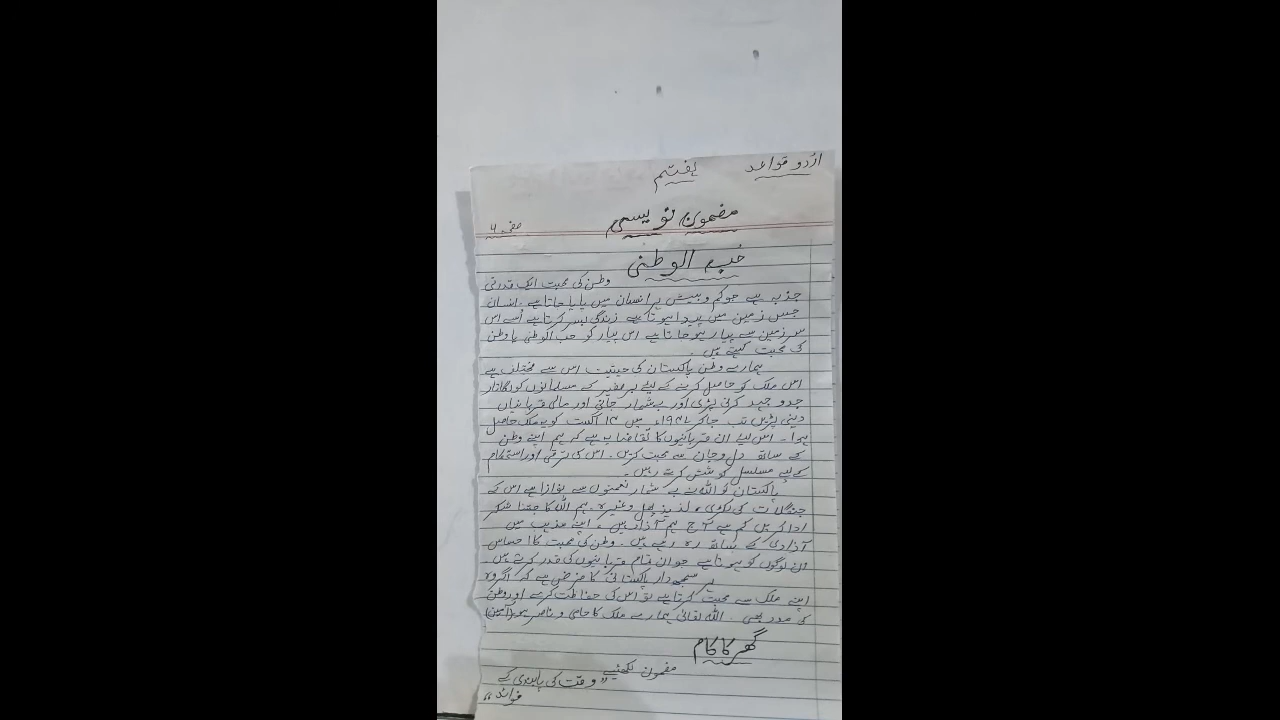 اردو قواعد ہفتم
مضمون نویسی
صفحہ ۶
حُب الوطنی
وطن کی محبت ایک قدرتی
جذبہ ہے جو کم و بیش ہر انسان میں پایا جاتا ہے۔ انسان
جس زمین میں پیدا ہوتا ہے زندگی بسر کرتا ہے اُسے اس
سرزمین سے پیار ہو جاتا ہے اس پیار کو حب الوطنی یا وطن
کی محبت کہتے ہیں۔
ہمارے وطن پاکستان کی حیثیت اس سے مختلف ہے
اس ملک کو حاصل کرنے کے لیے برصغیر کے مسلمانوں کو لگاتار
جدوجہد کرنی پڑی اور بے شمار جانی اور مالی قربانیاں
دینی پڑیں تب جا کر ۱۹۴۷ء میں ۱۴ اگست کو یہ ملک حاصل
ہوا۔ اس لیے ان قربانیوں کا تقاضا یہ ہے کہ ہم اپنے وطن
کے ساتھ دل و جان سے محبت کریں۔ اس کی ترقی اور استحکام
کے لیے مسلسل کوشش کرتے رہیں۔
پاکستان کو اللہ نے بے شمار نعمتوں سے نوازا ہے اس کے
جنگلات کی لکڑی، لذیذ پھل وغیرہ۔ ہم اللہ کا جتنا شکر
ادا کریں کم ہے آج ہم آزاد ہیں، اپنے مذہب میں
آزادی کے ساتھ رہ رہے ہیں۔ وطن کی محبت کا احساس
ان لوگوں کو ہوتا ہے جو ان تمام قربانیوں کی قدر کرتے ہیں
ہر سمجھدار پاکستانی کا فرض ہے کہ اگر وہ
اپنے ملک سے محبت کرتا ہے تو اس کی حفاظت کرے اور وطن
کی مدد بھی۔ اللہ تعالیٰ ہمارے ملک کا حامی و ناصر ہو (آمین)
گھر کا کام
مضمون لکھئیے
"وقت کی پابندی کے
فوائد"